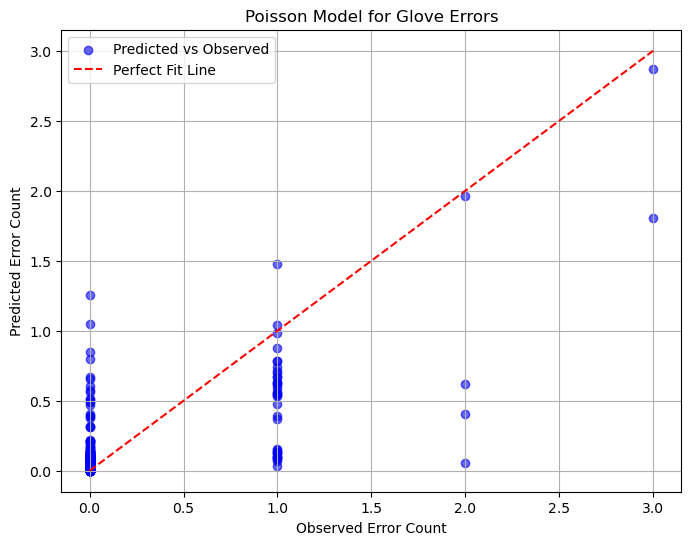 Poisson Model for Glove Errors
Predicted vs Observed
Perfect Fit Line
Predicted Error Count
3.0
2.5
2.0
1.5
1.0
0.5
0.0
0.0 0.5 1.0 1.5 2.0 2.5 3.0
Observed Error Count